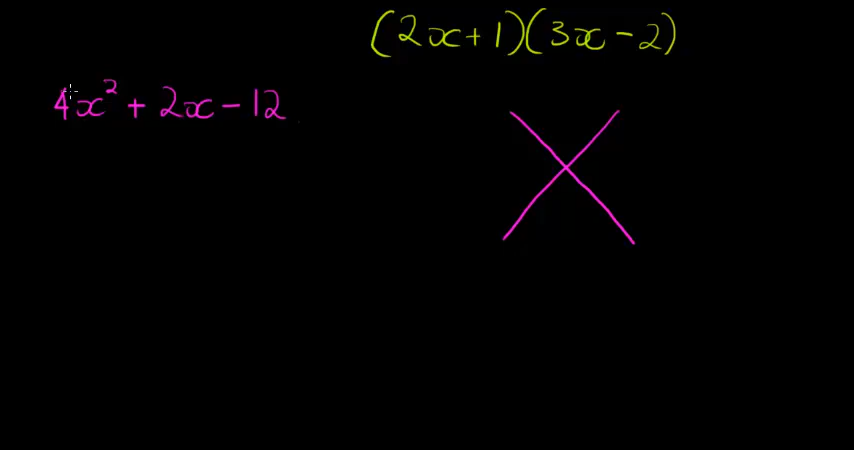 (2x+1)(3x-2)
4x² + 2x - 12